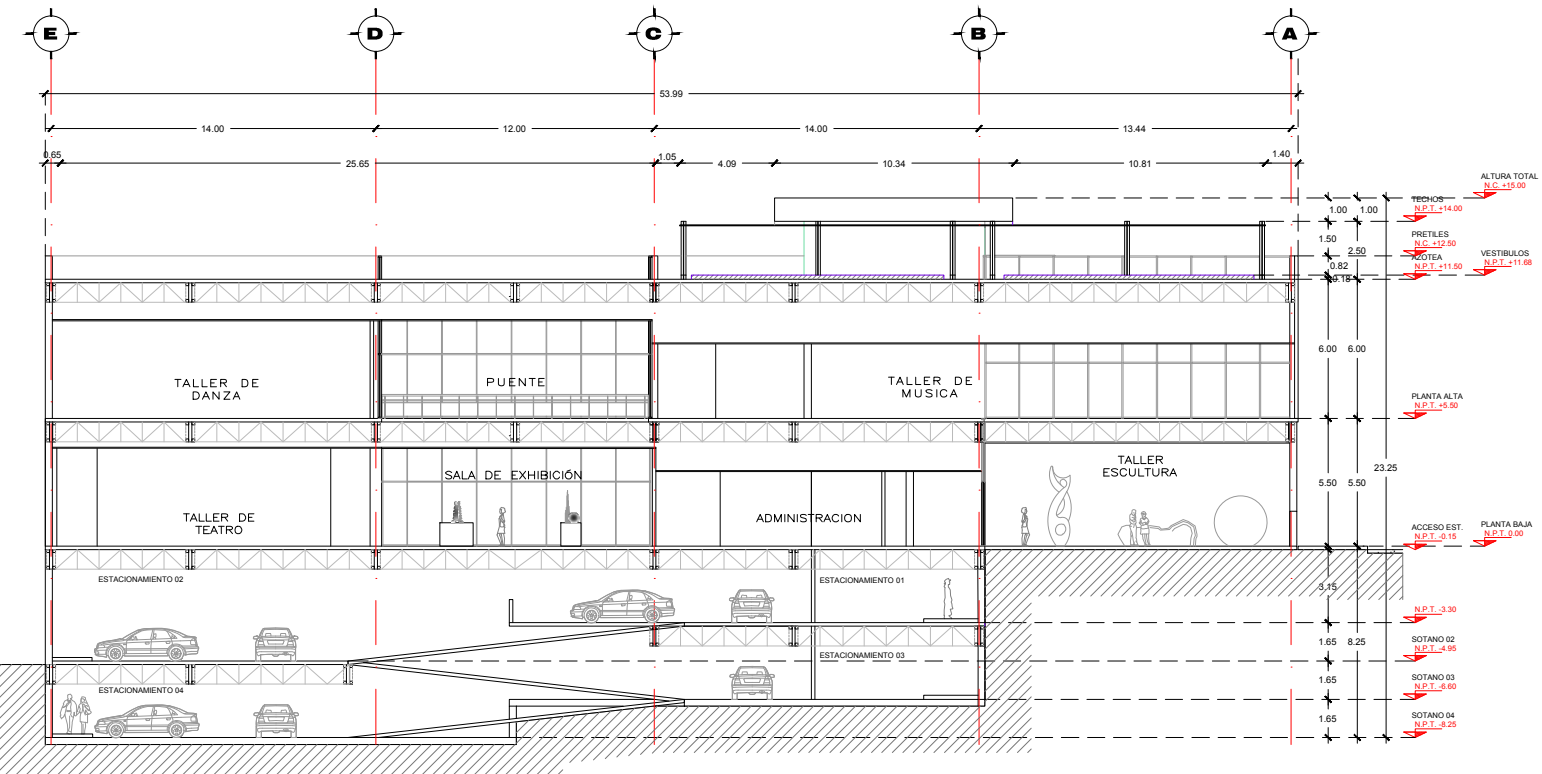 E D C B A
53.99
14.00 12.00 14.00 13.44
0.65 25.65 1.05 4.09 10.34 10.81 1.40
ALTURA TOTAL
N.C. +15.00
TECHOS
N.P.T. +14.00
1.00 1.00
PRETILES
N.C. +12.50
1.50 2.50
AZOTEA
N.P.T. +11.50
VESTIBULOS
N.P.T. +11.68
0.82
0.18
6.00 6.00
TALLER DE
DANZA
PUENTE
TALLER DE
MUSICA
PLANTA ALTA
N.P.T. +5.50
TALLER
ESCULTURA
SALA DE EXHIBICIÓN
23.25
5.50 5.50
TALLER DE
TEATRO
ADMINISTRACION
ACCESO EST.
N.P.T. -0.15
PLANTA BAJA
N.P.T. 0.00
ESTACIONAMIENTO 02
ESTACIONAMIENTO 01
3.15
N.P.T. -3.30
1.65 8.25
SOTANO 02
N.P.T. -4.95
ESTACIONAMIENTO 03
1.65
SOTANO 03
N.P.T. -6.60
ESTACIONAMIENTO 04
1.65
SOTANO 04
N.P.T. -8.25